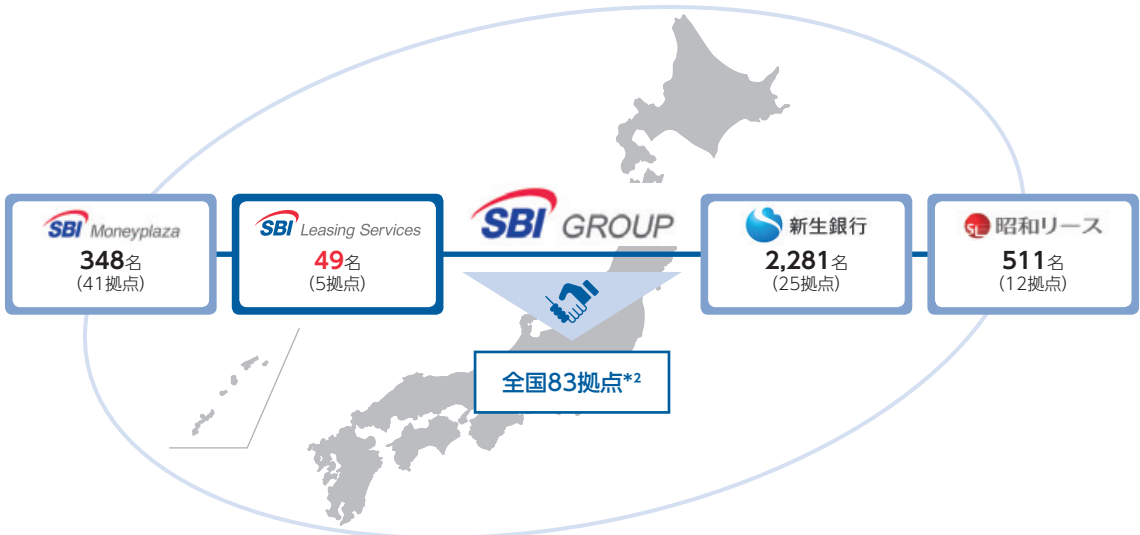 SBI Moneyplaza
348名
(41拠点)
SBI Leasing Services
49名
(5拠点)
SBI GROUP
新生銀行
2,281名
(25拠点)
SL 昭和リース
511名
(12拠点)
全国83拠点*2